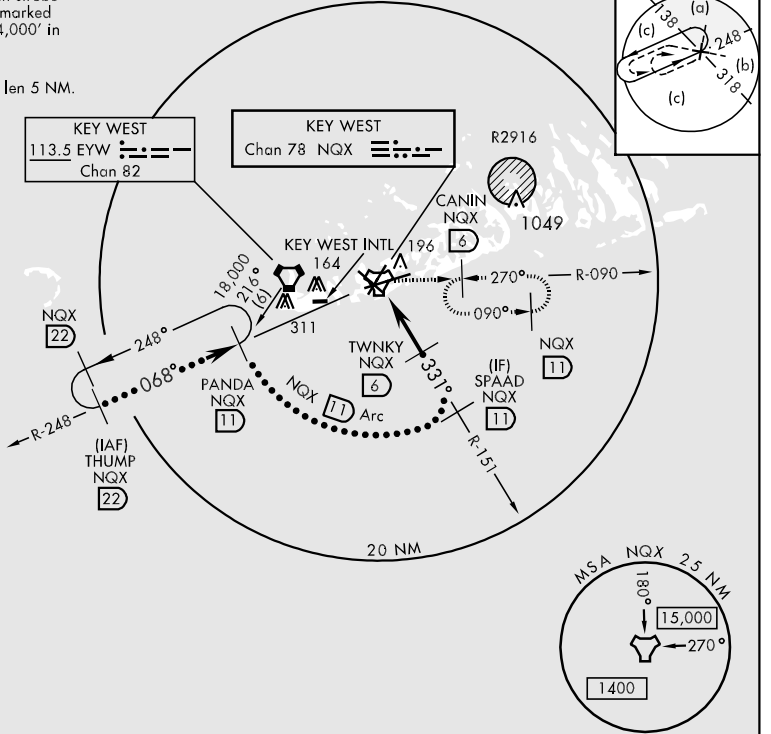 marked
4,000' in
len 5 NM.
(a)
138
(c)
248
(b)
318
(c)
KEY WEST
113.5 EYW
Chan 82
KEY WEST
Chan 78 NQX
R2916
1049
CANIN
NQX
6
196
KEY WEST INTL
164
18,000
216°
(6)
311
270°
R-090
090°
NQX
11
NQX
22
248°
068°
R-248
(IAF)
THUMP
NQX
22
PANDA
NQX
11
NQX 11 Arc
TWNKY
NQX
6
331°
(IF)
SPAAD
NQX
11
R-151
20 NM
MSA NQX 25 NM
180°
15,000
270°
1400